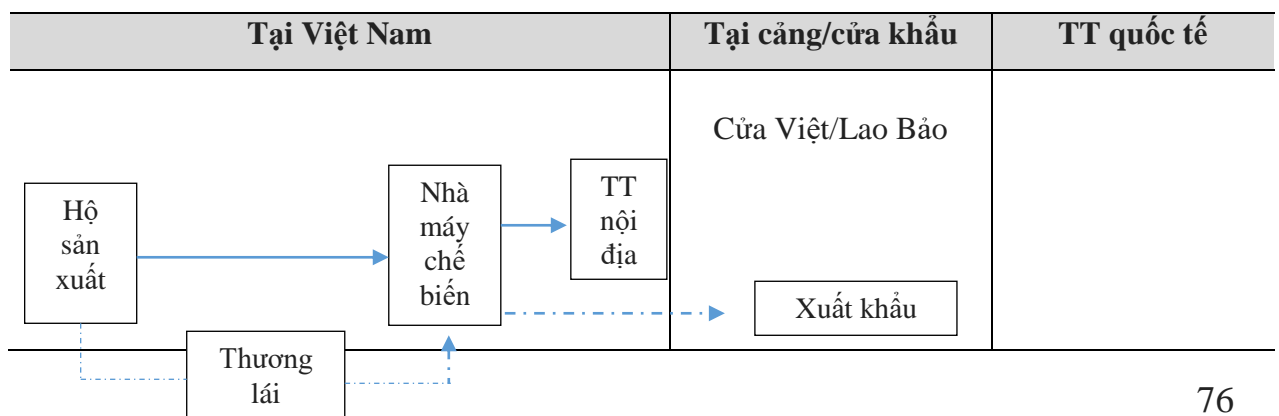 Tại Việt Nam
Tại cảng/cửa khẩu
TT quốc tế
Cửa Việt/Lao Bảo
Hộ
sản
xuất
Nhà
máy
chế
biến
TT
nội
địa
Xuất khẩu
Thương
lái
76